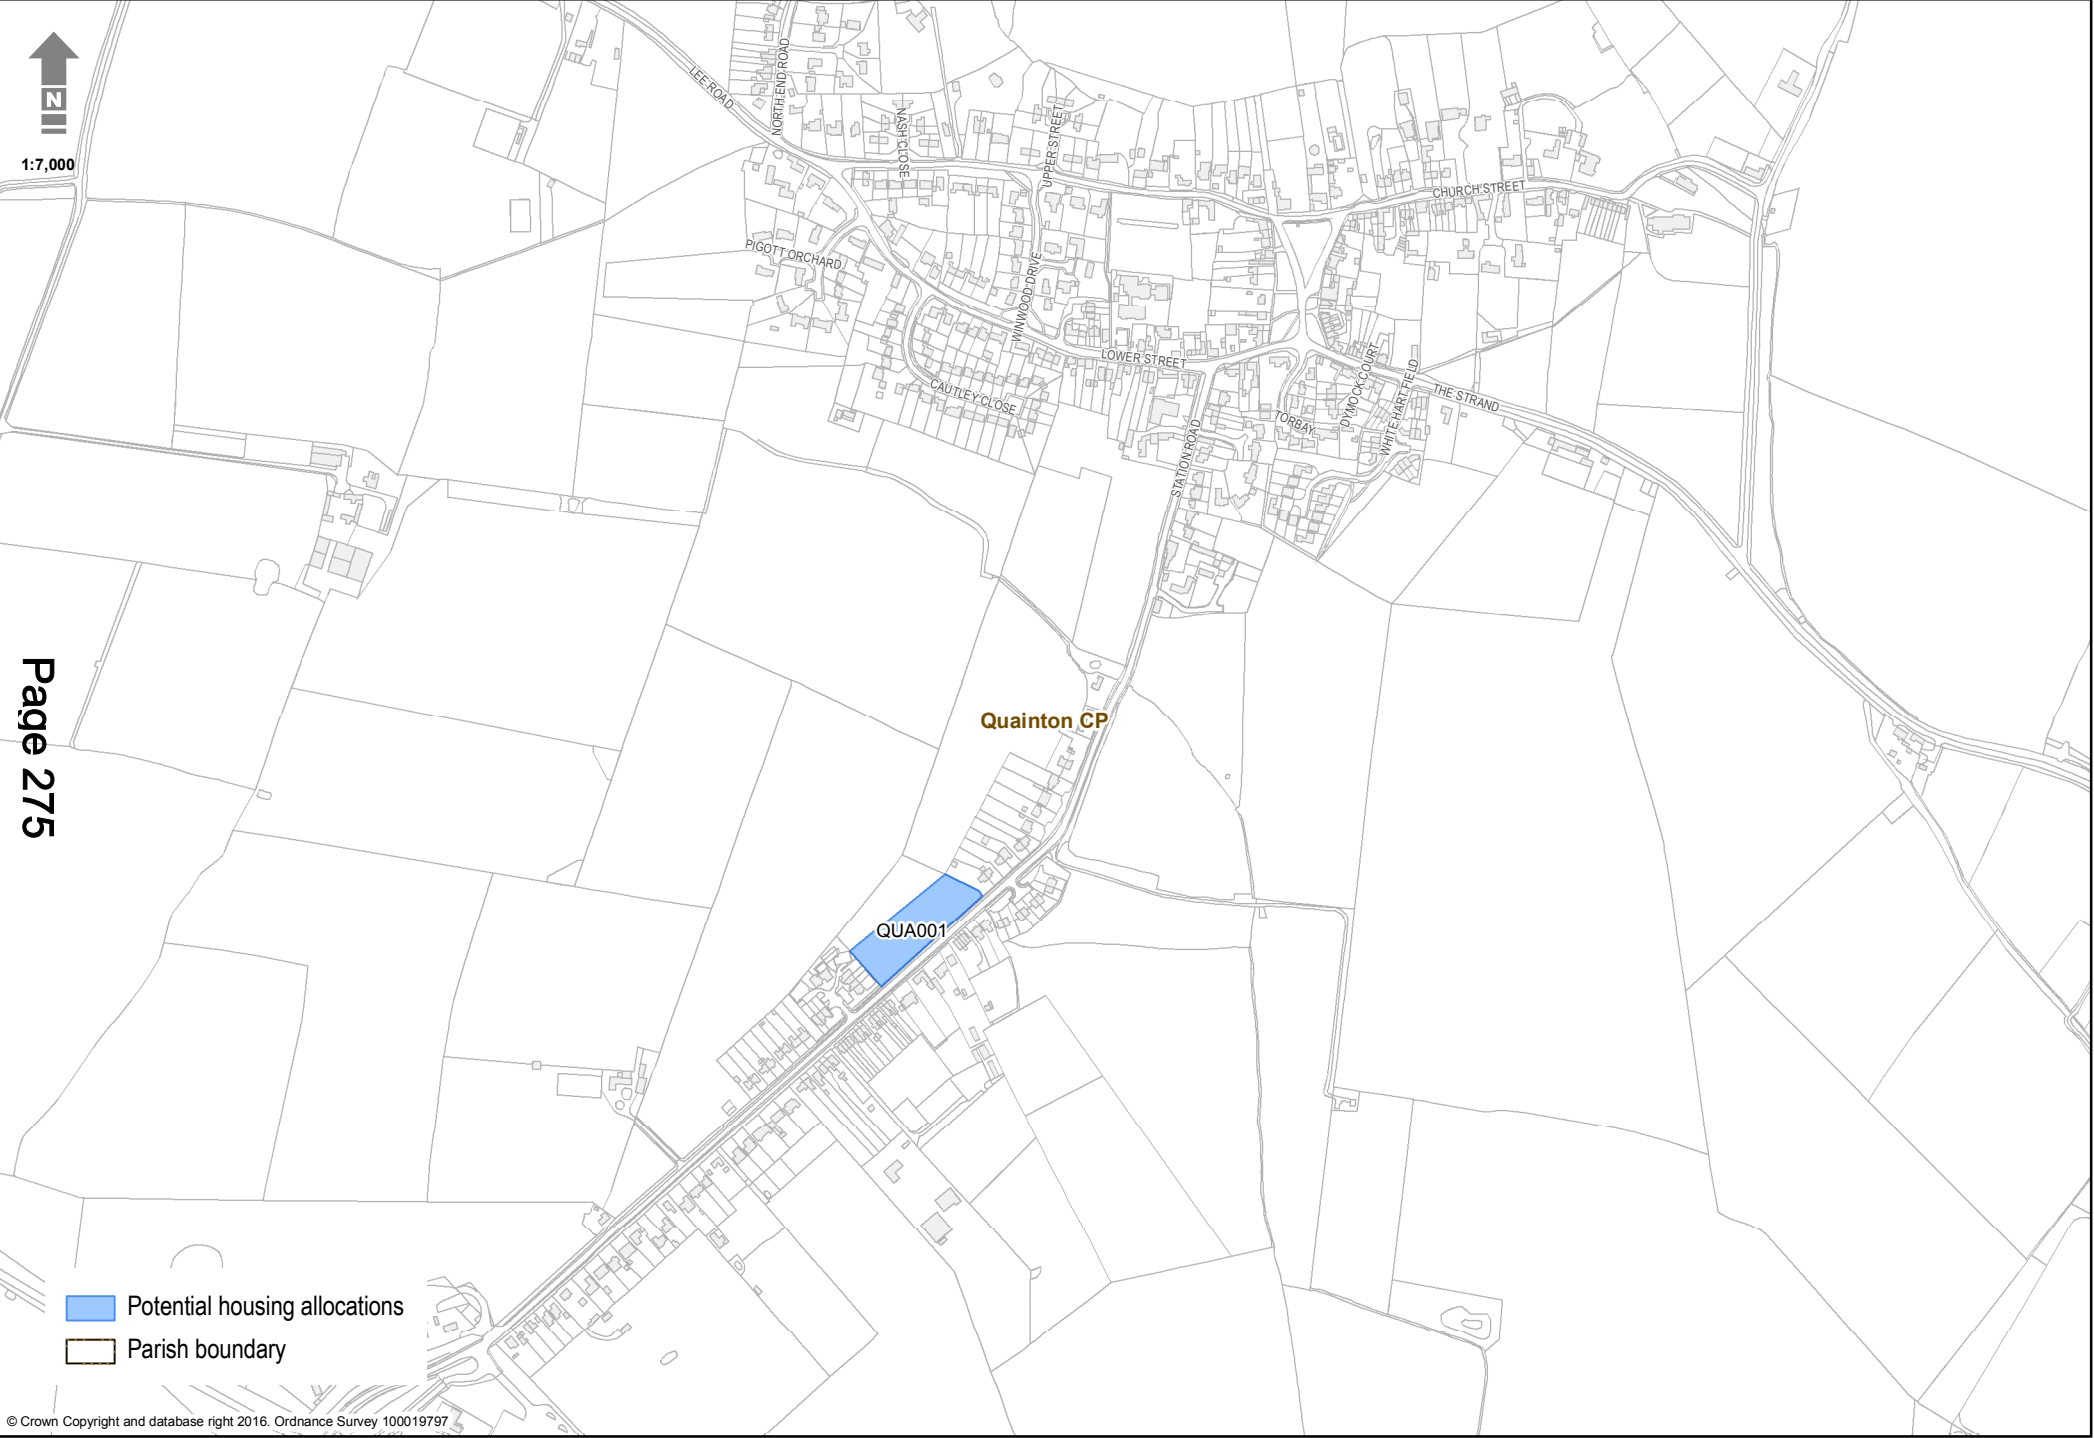 N
1:7,000
LEE ROAD
NORTH END ROAD
NASH CLOSE
UPPER STREET
CHURCH STREET
PIGOTT ORCHARD
WINWOOD DRIVE
LOWER STREET
CAUTLEY CLOSE
DYMOCK COURT
WHITE HART FIELD
THE STRAND
TORBAY
STATION ROAD
Quainton CP
QUA001
Page 275
Potential housing allocations
Parish boundary
© Crown Copyright and database right 2016. Ordnance Survey 100019797